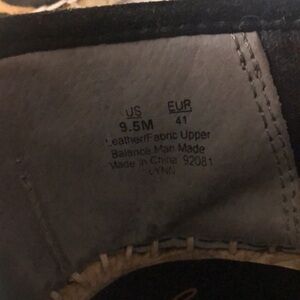 US EUR
9.5M 41
Leather/Fabric Upper
Balance Man Made
Made in China 92081
LYNN